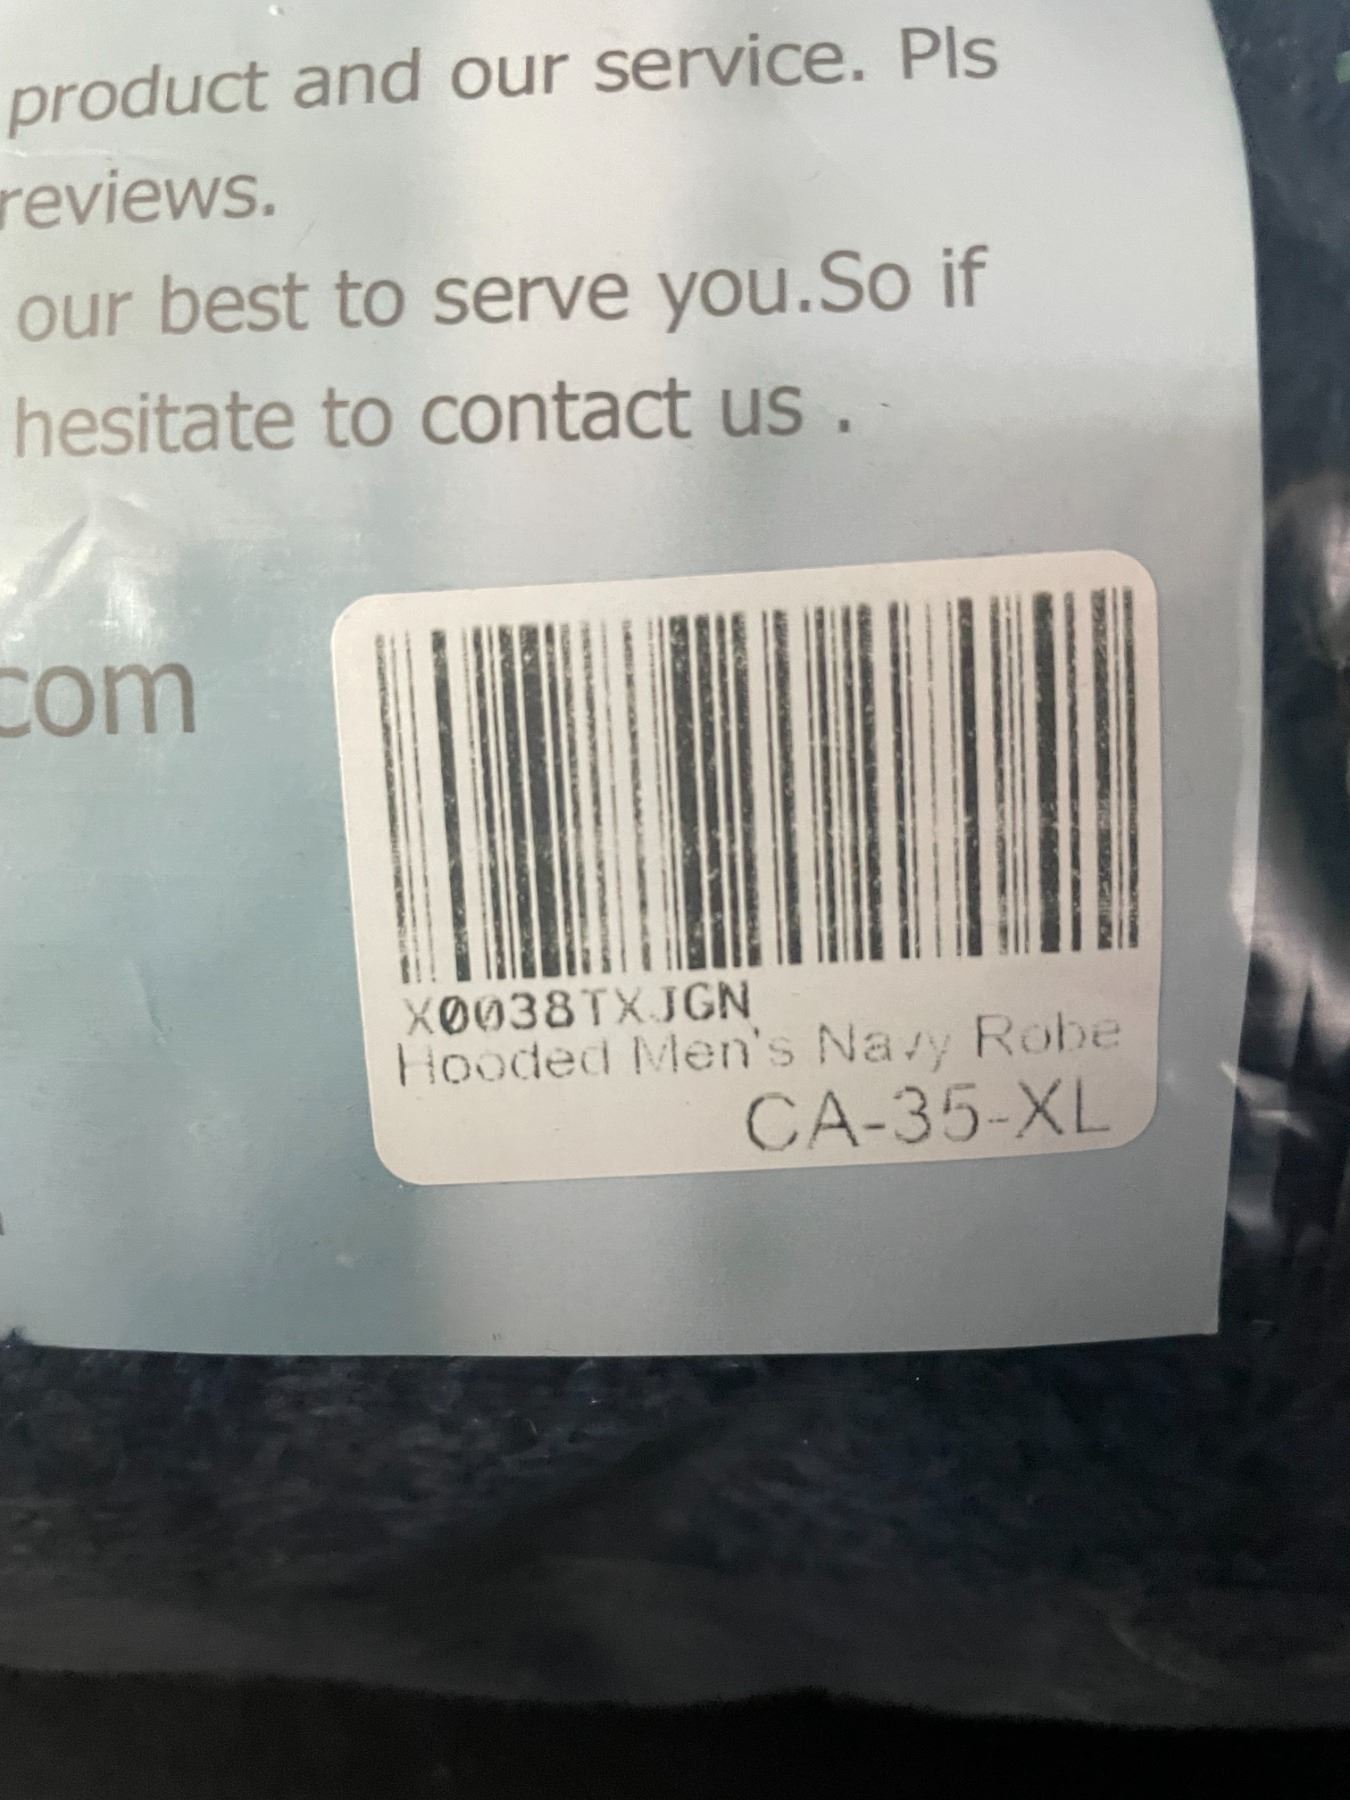 product and our service. Pls
reviews.
our best to serve you.So if
hesitate to contact us .
com
X0038TXJGN
Hooded Men's Navy Robe
CA-35-XL